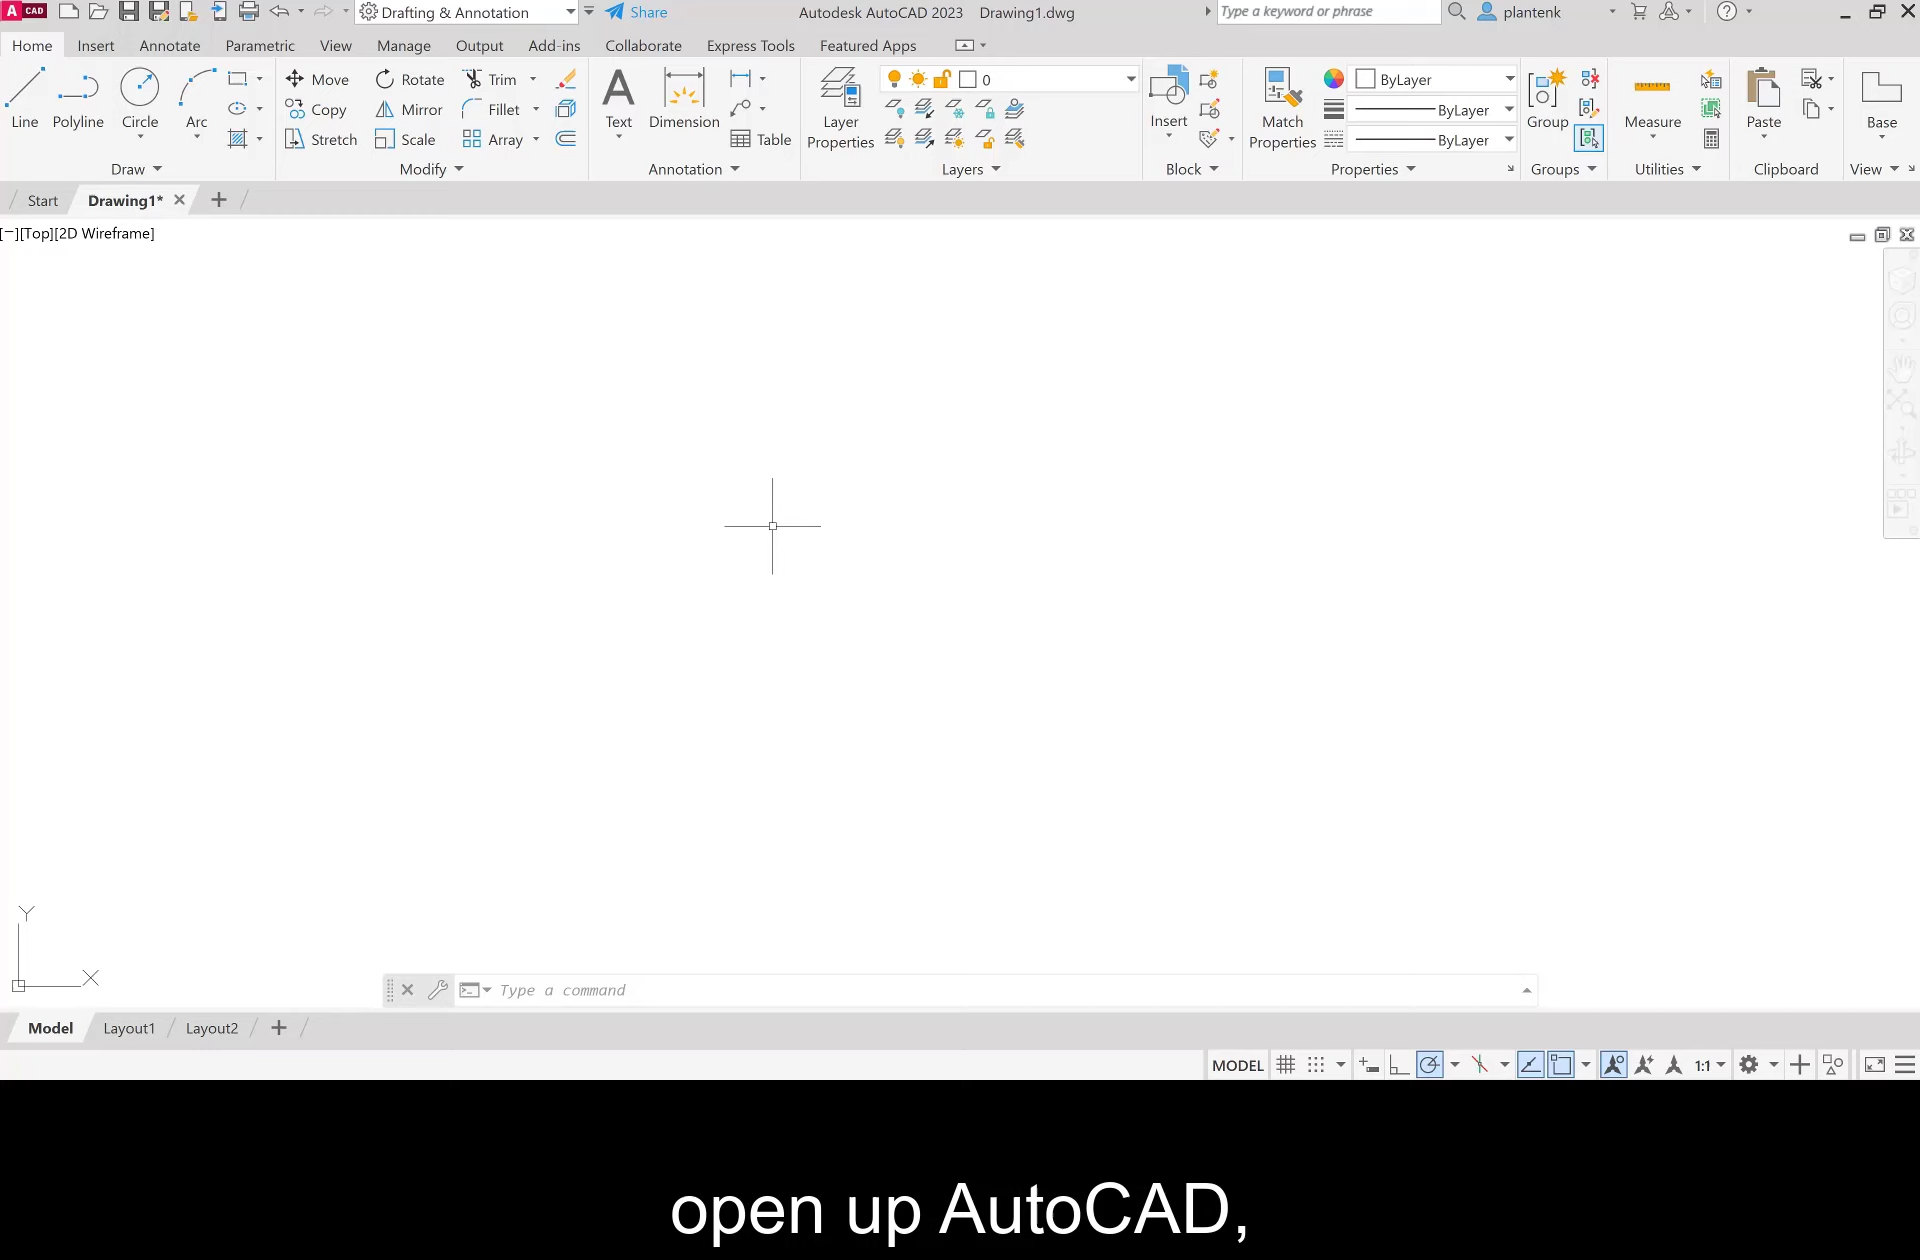 A CAD
Drafting & Annotation
Share
Autodesk AutoCAD 2023 Drawing1.dwg
Type a keyword or phrase
plantenk
Home Insert Annotate Parametric View Manage Output Add-ins Collaborate Express Tools Featured Apps
Line Polyline Circle Arc
Draw
Move Rotate Trim
Copy Mirror Fillet
Stretch Scale Array
Modify
Text Dimension Table
Annotation
Layer Properties
0
Layers
Insert
Block
Match Properties
ByLayer
ByLayer
ByLayer
Properties
Group
Groups
Measure
Utilities
Paste
Clipboard
Base
View
Start Drawing1*
[−][Top][2D Wireframe]
Y
X
Type a command
Model Layout1 Layout2
MODEL 1:1
open up AutoCAD,